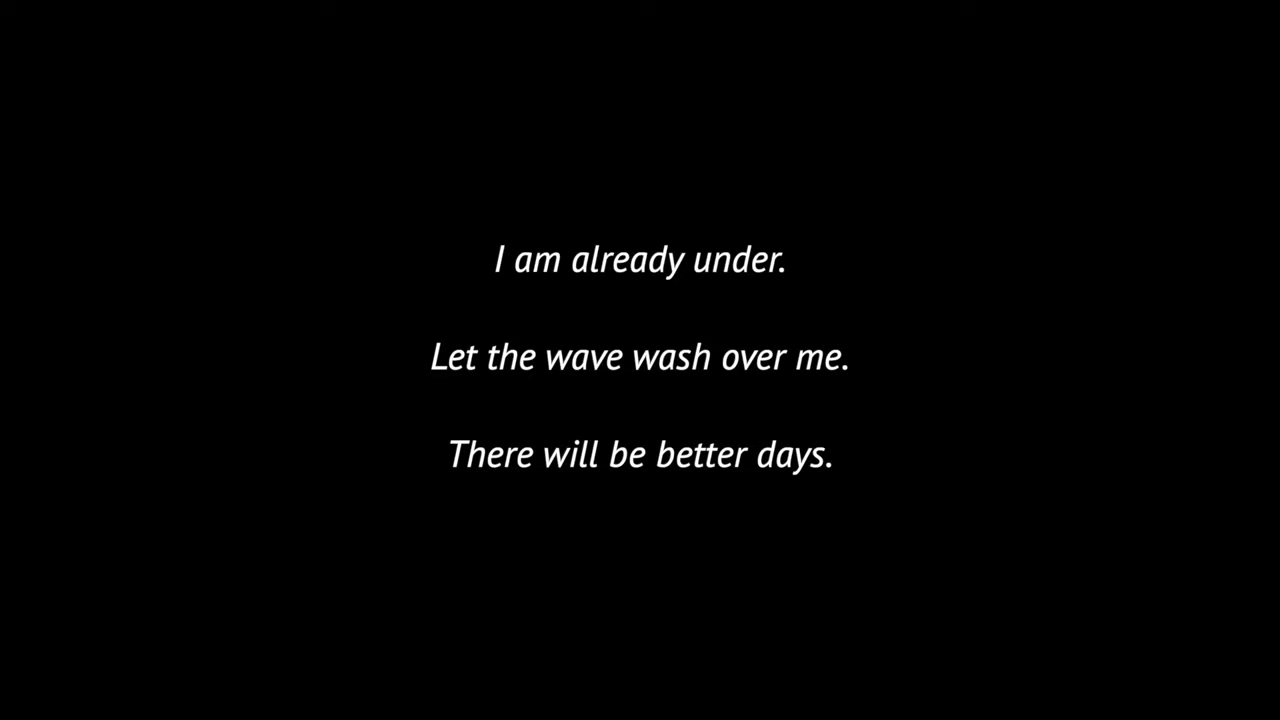 I am already under.
Let the wave wash over me.
There will be better days.